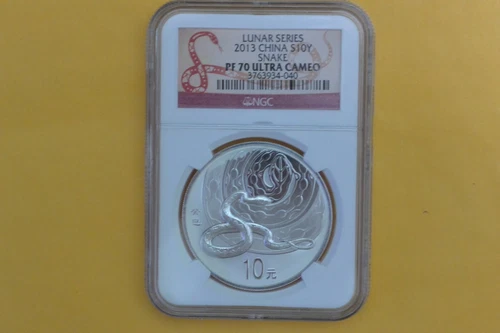 LUNAR SERIES
2013 CHINA S10Y
SNAKE
PF 70 ULTRA CAMEO
3763934-040
NGC
10元